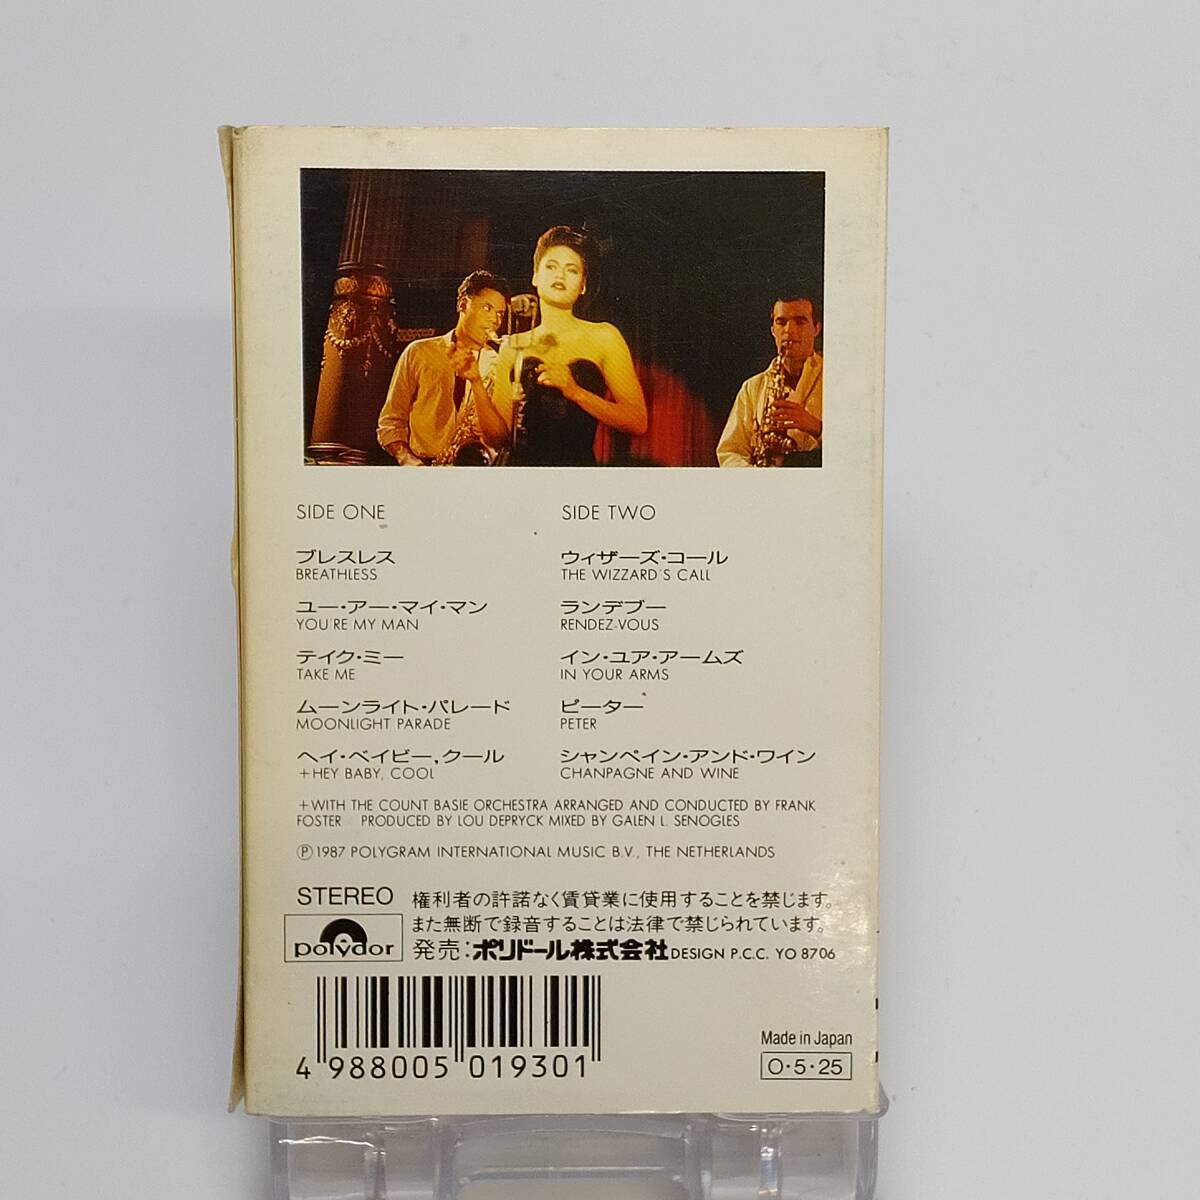 SIDE ONE
ブレスレス
BREATHLESS
ユー・アー・マイ・マン
YOU'RE MY MAN
テイク・ミー
TAKE ME
ムーンライト・パレード
MOONLIGHT PARADE
ヘイ・ベイビー,クール
+HEY BABY, COOL
SIDE TWO
ウィザーズ・コール
THE WIZZARD'S CALL
ランデブー
RENDEZ-VOUS
イン・ユア・アームズ
IN YOUR ARMS
ピーター
PETER
シャンペイン・アンド・ワイン
CHANPAGNE AND WINE
+WITH THE COUNT BASIE ORCHESTRA ARRANGED AND CONDUCTED BY FRANK
FOSTER PRODUCED BY LOU DEPRYCK MIXED BY GALEN L. SENOGLES
Ⓟ1987 POLYGRAM INTERNATIONAL MUSIC B.V., THE NETHERLANDS
STEREO
polydor
権利者の許諾なく賃貸業に使用することを禁じます。
また無断で録音することは法律で禁じられています。
発売:ポリドール株式会社 DESIGN P.C.C. YO 8706
4 988005 019301
Made in Japan
O・5・25